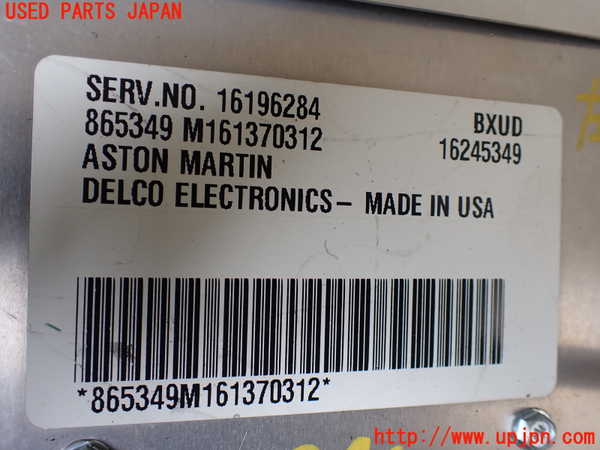 USED PARTS JAPAN
SERV.NO. 16196284
BXUD
865349 M161370312
16245349
ASTON MARTIN
DELCO ELECTRONICS- MADE IN USA
*865349M161370312*
http://www.upjpn.com/